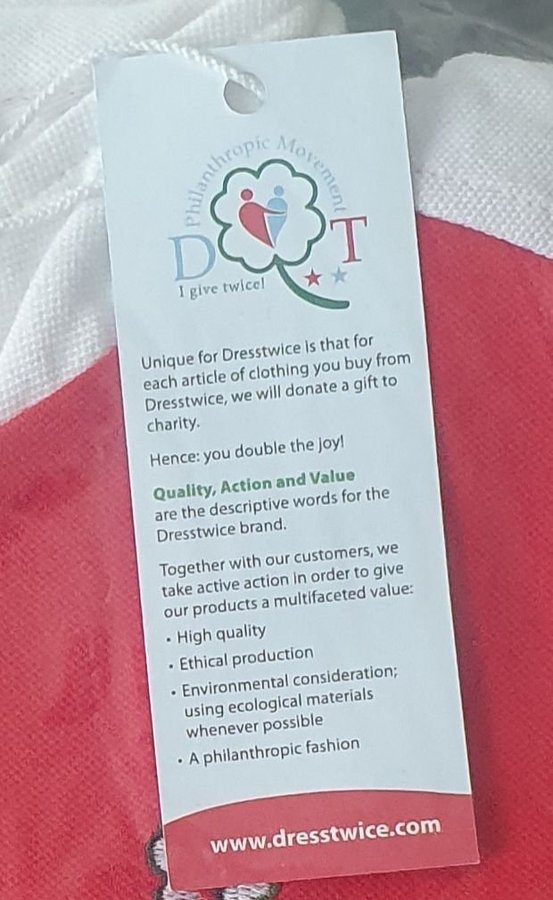 Philanthropic Movement
D T
I give twice!
Unique for Dresstwice is that for
each article of clothing you buy from
Dresstwice, we will donate a gift to
charity.
Hence: you double the joy!
Quality, Action and Value
are the descriptive words for the
Dresstwice brand.
Together with our customers, we
take active action in order to give
our products a multifaceted value:
• High quality
• Ethical production
• Environmental consideration;
using ecological materials
whenever possible
• A philanthropic fashion
www.dresstwice.com